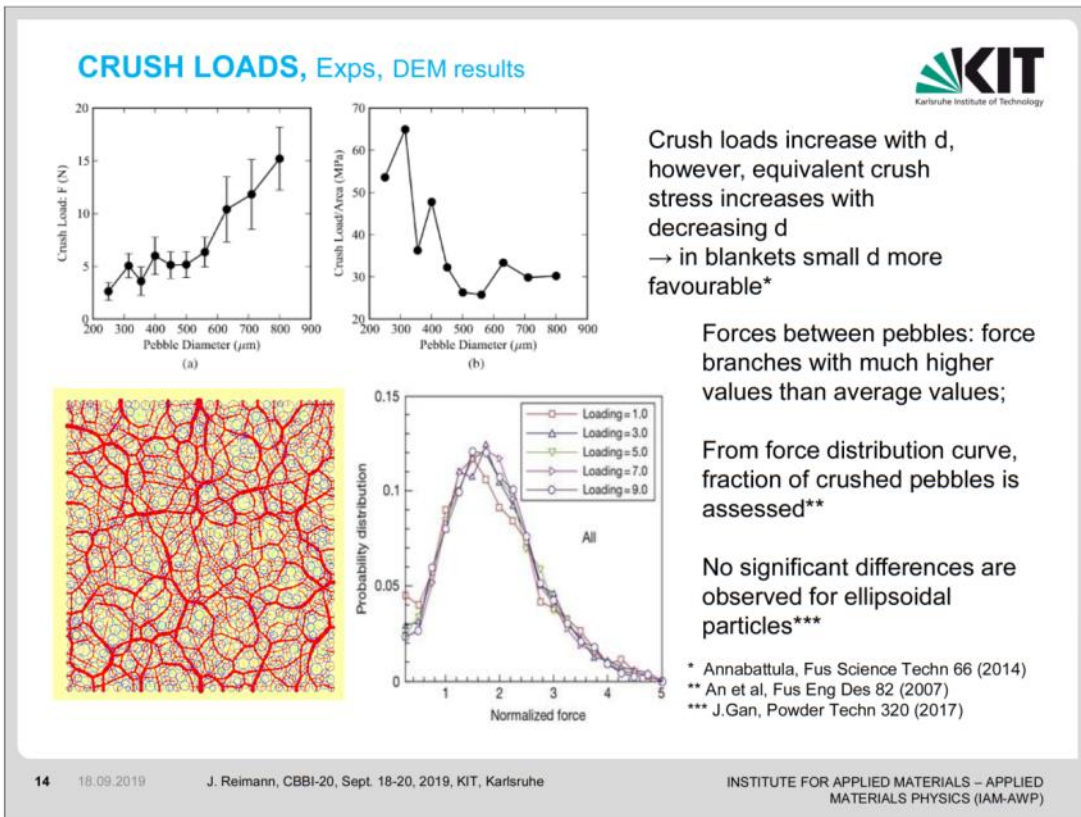 CRUSH LOADS, Exps, DEM results
KIT
Karlsruhe Institute of Technology
20
15
10
5
0
200 300 400 500 600 700 800 900
Crush Load: F (N)
Pebble Diameter (μm)
(a)
70
60
50
40
30
20
200 300 400 500 600 700 800 900
Crush Load/Area (MPa)
Pebble Diameter (μm)
(b)
Crush loads increase with d,
however, equivalent crush
stress increases with
decreasing d
→ in blankets small d more
favourable*
Forces between pebbles: force
branches with much higher
values than average values;
From force distribution curve,
fraction of crushed pebbles is
assessed**
No significant differences are
observed for ellipsoidal
particles***
0.15
0.1
0.05
0
1 2 3 4 5
Probability distribution
Normalized force
Loading=1.0
Loading=3.0
Loading=5.0
Loading=7.0
Loading=9.0
All
* Annabattula, Fus Science Techn 66 (2014)
** An et al, Fus Eng Des 82 (2007)
*** J.Gan, Powder Techn 320 (2017)
14 18.09.2019 J. Reimann, CBBI-20, Sept. 18-20, 2019, KIT, Karlsruhe
INSTITUTE FOR APPLIED MATERIALS – APPLIED
MATERIALS PHYSICS (IAM-AWP)